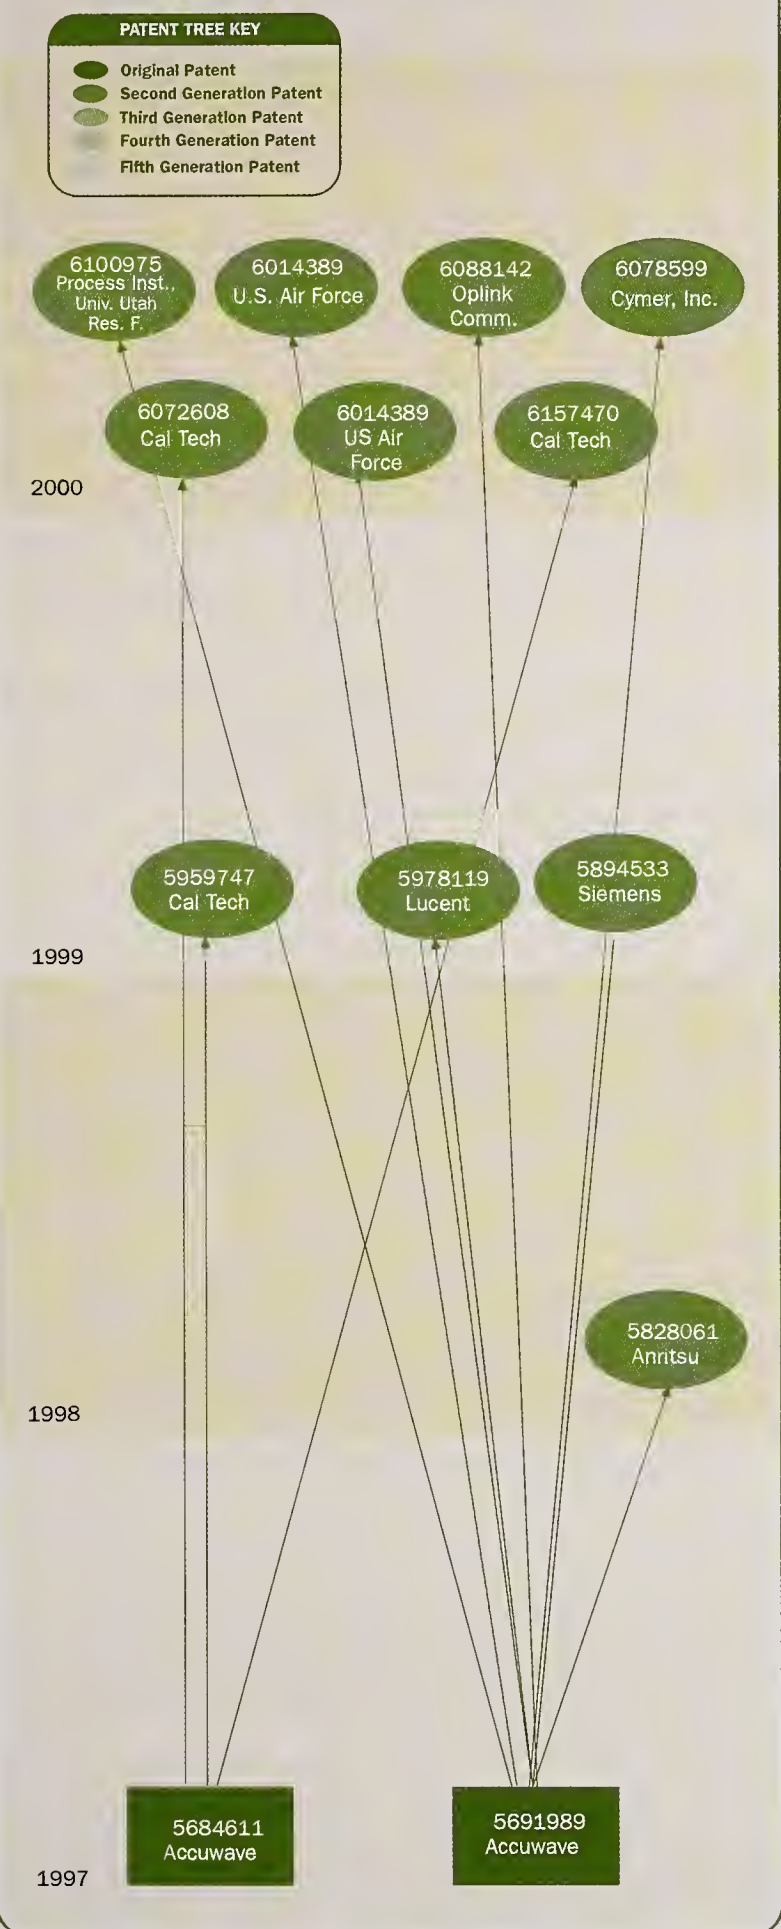 PATENT TREE KEY
Original Patent
Second Generation Patent
Third Generation Patent
Fourth Generation Patent
Fifth Generation Patent
6100975
Process Inst.,
Univ. Utah
Res. F.
6014389
U.S. Air Force
6088142
Oplink
Comm.
6078599
Cymer, Inc.
6072608
Cal Tech
6014389
US Air
Force
6157470
Cal Tech
2000
5959747
Cal Tech
5978119
Lucent
5894533
Siemens
1999
5828061
Anritsu
1998
5684611
Accuwave
5691989
Accuwave
1997